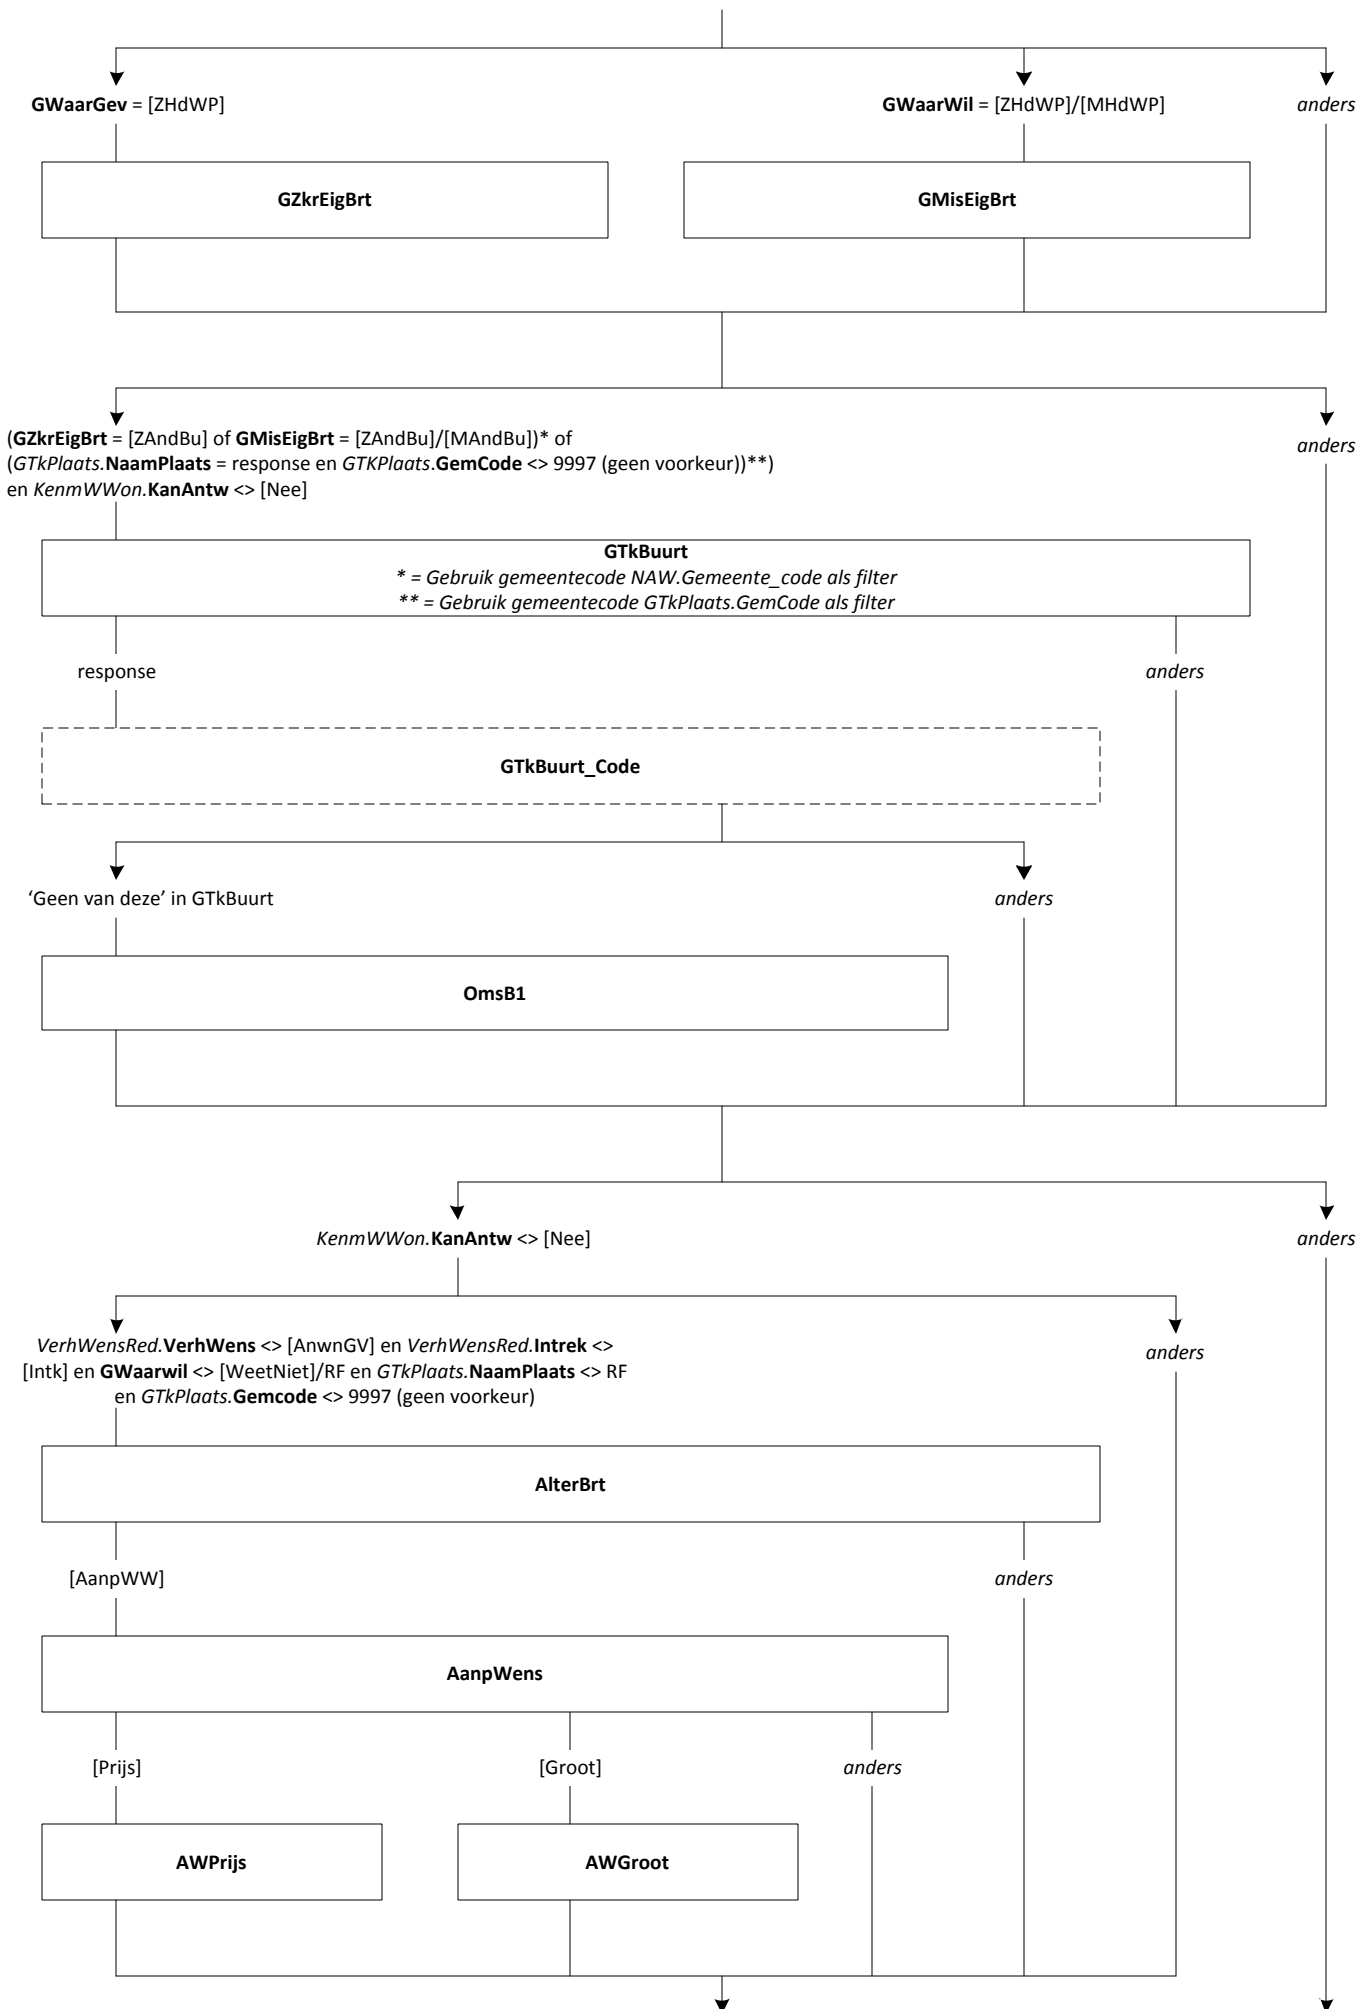 GWaarGev = [ZHdWP]
GWaarWil = [ZHdWP]/[MHdWP]
anders
GZkrEigBrt
GMisEigBrt
(GZkrEigBrt = [ZAndBu] of GMisEigBrt = [ZAndBu]/[MAndBu])* of
(GTkPlaats.NaamPlaats = response en GTKPlaats.GemCode <> 9997 (geen voorkeur))**)
en KenmWWon.KanAntw <> [Nee]
anders
GTkBuurt
* = Gebruik gemeentecode NAW.Gemeente_code als filter
** = Gebruik gemeentecode GTkPlaats.GemCode als filter
response
anders
GTkBuurt_Code
‘Geen van deze’ in GTkBuurt
anders
OmsB1
KenmWWon.KanAntw <> [Nee]
anders
VerhWensRed.VerhWens <> [AnwnGV] en VerhWensRed.Intrek <>
[Intk] en GWaarwil <> [WeetNiet]/RF en GTkPlaats.NaamPlaats <> RF
en GTkPlaats.Gemcode <> 9997 (geen voorkeur)
anders
AlterBrt
[AanpWW]
anders
AanpWens
[Prijs]
[Groot]
anders
AWPrijs
AWGroot